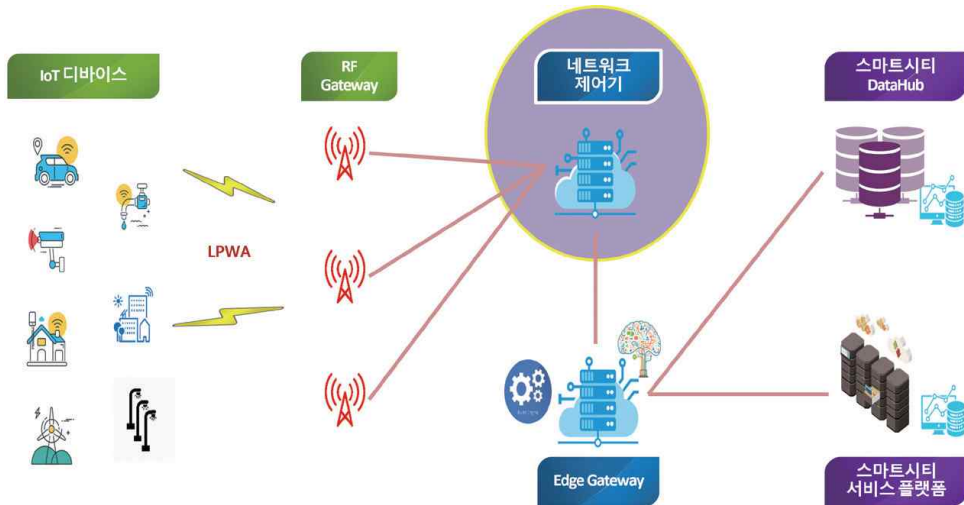 IoT 디바이스
RF
Gateway
네트워크
제어기
스마트시티
DataHub
LPWA
Edge Gateway
스마트시티
서비스 플랫폼